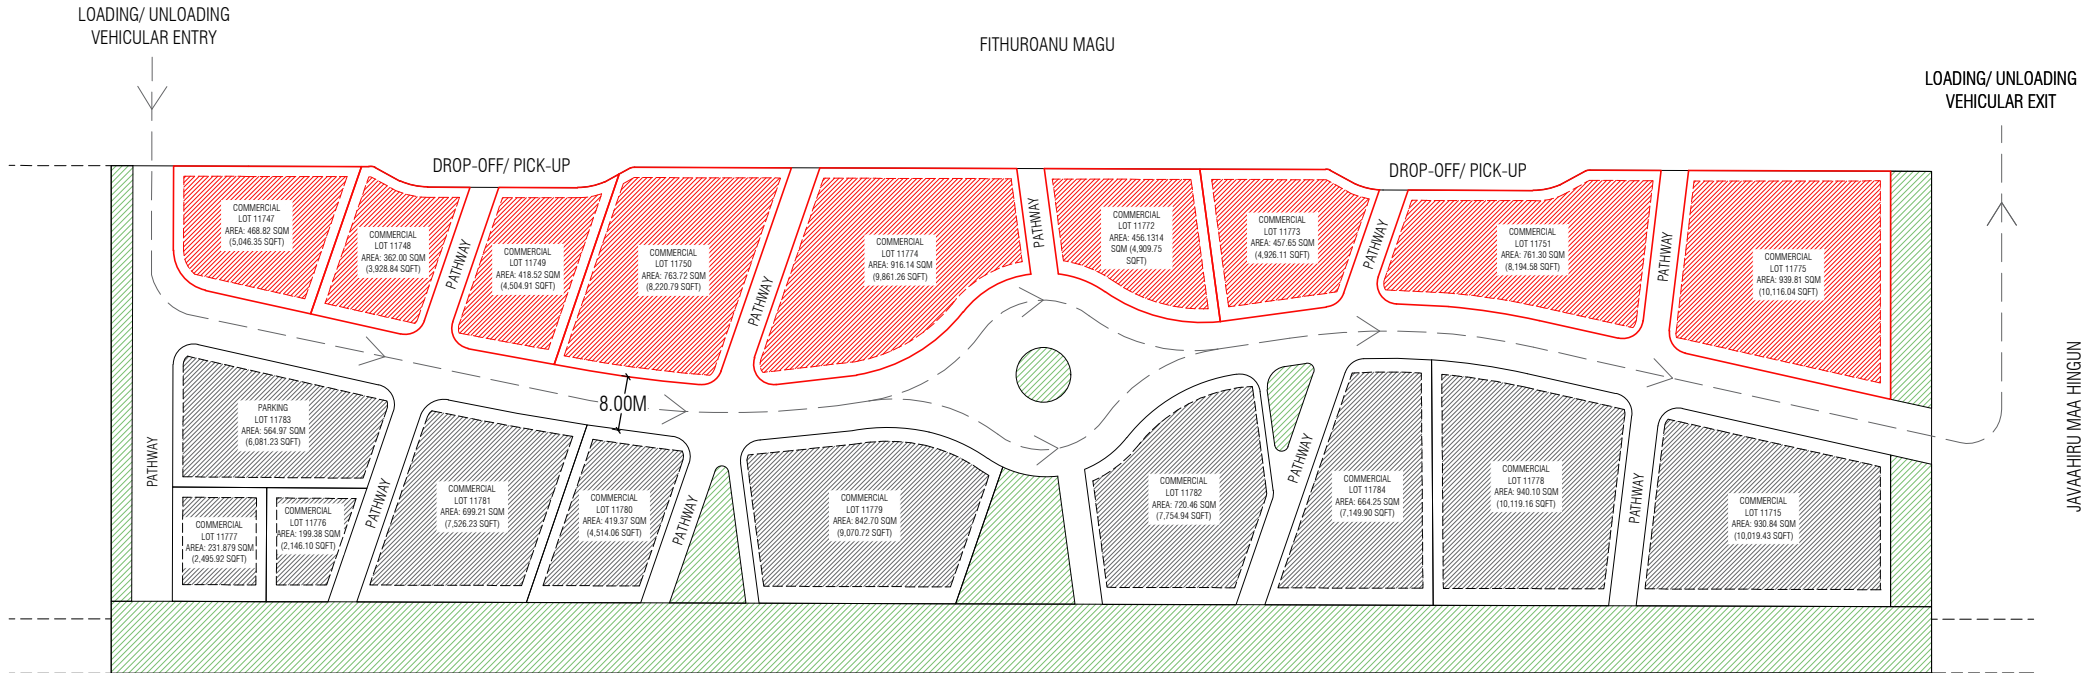 LOADING/ UNLOADING
VEHICULAR ENTRY
FITHUROANU MAGU
LOADING/ UNLOADING
VEHICULAR EXIT
DROP-OFF/ PICK-UP
DROP-OFF/ PICK-UP
COMMERCIAL
LOT 11747
AREA: 468.82 SQM
(5,046.35 SQFT)
COMMERCIAL
LOT 11748
AREA: 362.00 SQM
(3,928.84 SQFT)
PATHWAY
COMMERCIAL
LOT 11749
AREA: 418.52 SQM
(4,504.91 SQFT)
COMMERCIAL
LOT 11750
AREA: 763.72 SQM
(8,220.79 SQFT)
PATHWAY
COMMERCIAL
LOT 11774
AREA: 916.14 SQM
(9,861.26 SQFT)
PATHWAY
COMMERCIAL
LOT 11772
AREA: 456.1314
SQM (4,909.75
SQFT)
COMMERCIAL
LOT 11773
AREA: 457.65 SQM
(4,926.11 SQFT)
PATHWAY
COMMERCIAL
LOT 11751
AREA: 761.30 SQM
(8,194.58 SQFT)
PATHWAY
COMMERCIAL
LOT 11775
AREA: 939.81 SQM
(10,116.04 SQFT)
JAVAAHIRU MAA HINGUN
8.00M
PATHWAY
PARKING
LOT 11783
AREA: 564.97 SQM
(6,081.23 SQFT)
COMMERCIAL
LOT 11777
AREA: 231.879 SQM
(2,495.92 SQFT)
COMMERCIAL
LOT 11776
AREA: 199.38 SQM
(2,146.10 SQFT)
PATHWAY
COMMERCIAL
LOT 11781
AREA: 699.21 SQM
(7,526.23 SQFT)
COMMERCIAL
LOT 11780
AREA: 419.37 SQM
(4,514.06 SQFT)
PATHWAY
COMMERCIAL
LOT 11779
AREA: 842.70 SQM
(9,070.72 SQFT)
COMMERCIAL
LOT 11782
AREA: 720.46 SQM
(7,754.94 SQFT)
PATHWAY
COMMERCIAL
LOT 11784
AREA: 664.25 SQM
(7,149.90 SQFT)
COMMERCIAL
LOT 11778
AREA: 940.10 SQM
(10,119.16 SQFT)
PATHWAY
COMMERCIAL
LOT 11715
AREA: 930.84 SQM
(10,019.43 SQFT)